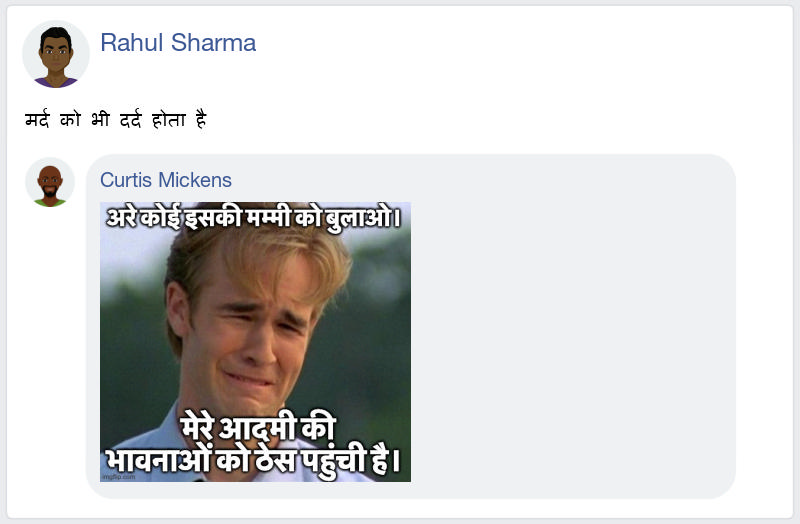 Rahul Sharma
मर्द को भी दर्द होता है
Curtis Mickens
अरे कोई इसकी मम्मी को बुलाओ।
मेरे आदमी की
भावनाओं को ठेस पहुंची है।
imgflip.com